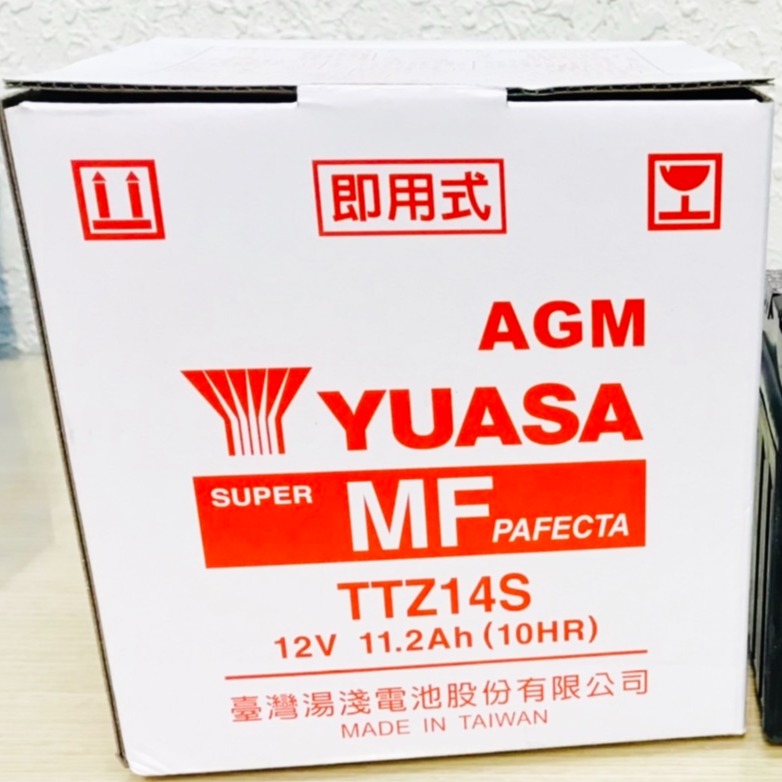 即用式
AGM
YUASA
SUPER MF PAFECTA
TTZ14S
12V 11.2Ah (10HR)
臺灣湯淺電池股份有限公司
MADE IN TAIWAN